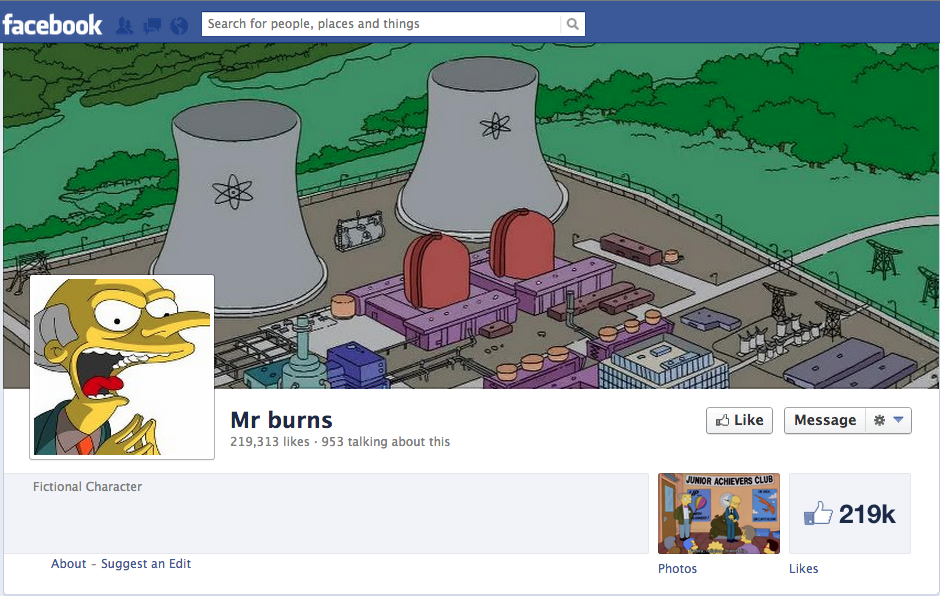 facebook
Search for people, places and things
Mr burns
219,313 likes · 953 talking about this
Like
Message
Fictional Character
JUNIOR ACHIEVERS CLUB
219k
About – Suggest an Edit
Photos
Likes